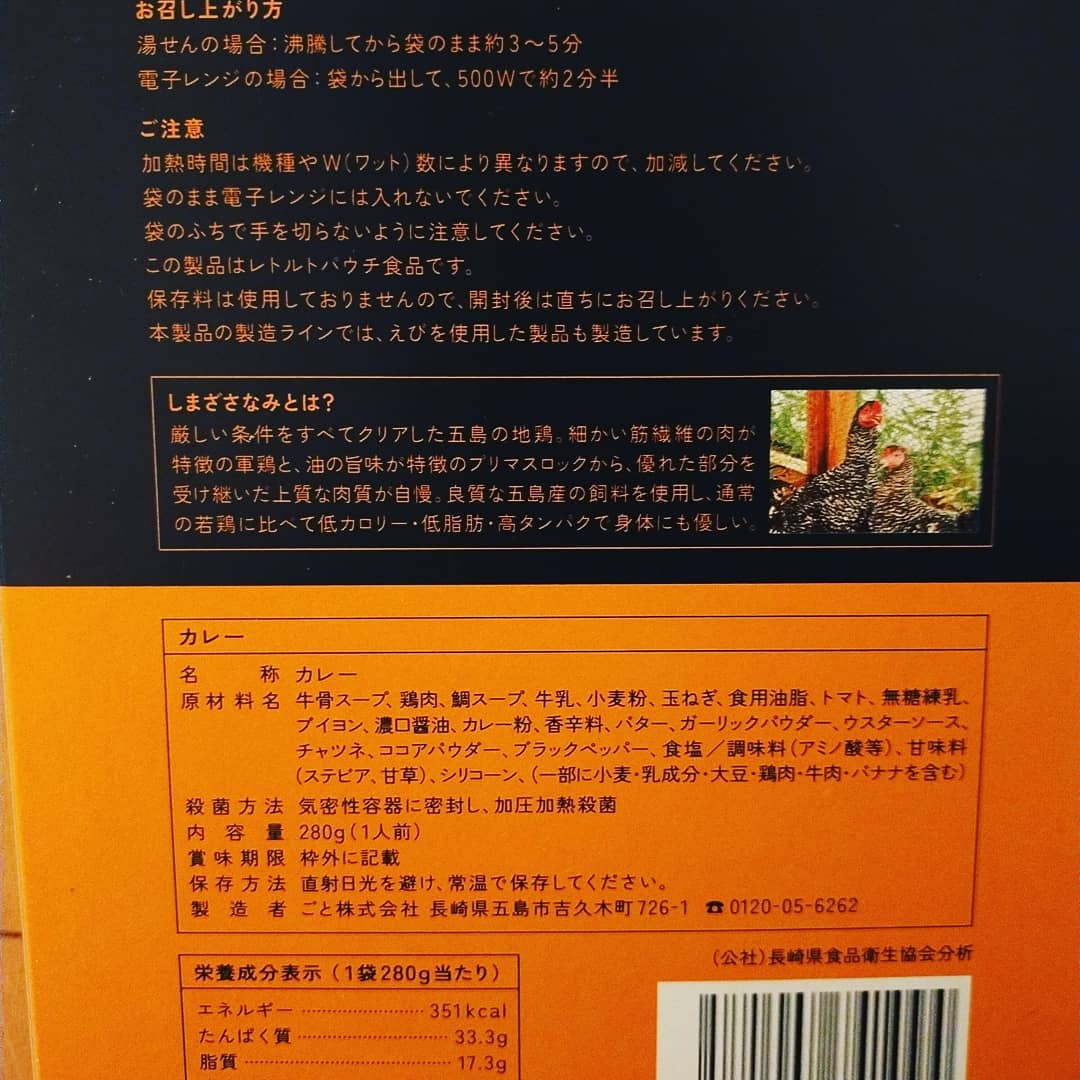 お召し上がり方
湯せんの場合：沸騰してから袋のまま約3〜5分
電子レンジの場合：袋から出して、500Wで約2分半
ご注意
加熱時間は機種やW（ワット）数により異なりますので、加減してください。
袋のまま電子レンジには入れないでください。
袋のふちで手を切らないように注意してください。
この製品はレトルトパウチ食品です。
保存料は使用しておりませんので、開封後は直ちにお召し上がりください。
本製品の製造ラインでは、えびを使用した製品も製造しています。
しまざさなみとは？
厳しい条件をすべてクリアした五島の地鶏。細かい筋繊維の肉が
特徴の軍鶏と、油の旨味が特徴のプリマスロックから、優れた部分を
受け継いだ上質な肉質が自慢。良質な五島産の飼料を使用し、通常
の若鶏に比べて低カロリー・低脂肪・高タンパクで身体にも優しい。
カレー
名称 カレー
原材料名 牛骨スープ、鶏肉、鯛スープ、牛乳、小麦粉、玉ねぎ、食用油脂、トマト、無糖練乳、
ブイヨン、濃口醤油、カレー粉、香辛料、バター、ガーリックパウダー、ウスターソース、
チャツネ、ココアパウダー、ブラックペッパー、食塩／調味料（アミノ酸等）、甘味料
（ステビア、甘草）、シリコーン、（一部に小麦・乳成分・大豆・鶏肉・牛肉・バナナを含む）
殺菌方法 気密性容器に密封し、加圧加熱殺菌
内容量 280g（1人前）
賞味期限 枠外に記載
保存方法 直射日光を避け、常温で保存してください。
製造者 ごと株式会社 長崎県五島市吉久木町726-1 ☎0120-05-6262
（公社）長崎県食品衛生協会分析
栄養成分表示（1袋280g当たり）
エネルギー 351kcal
たんぱく質 33.3g
脂質 17.3g